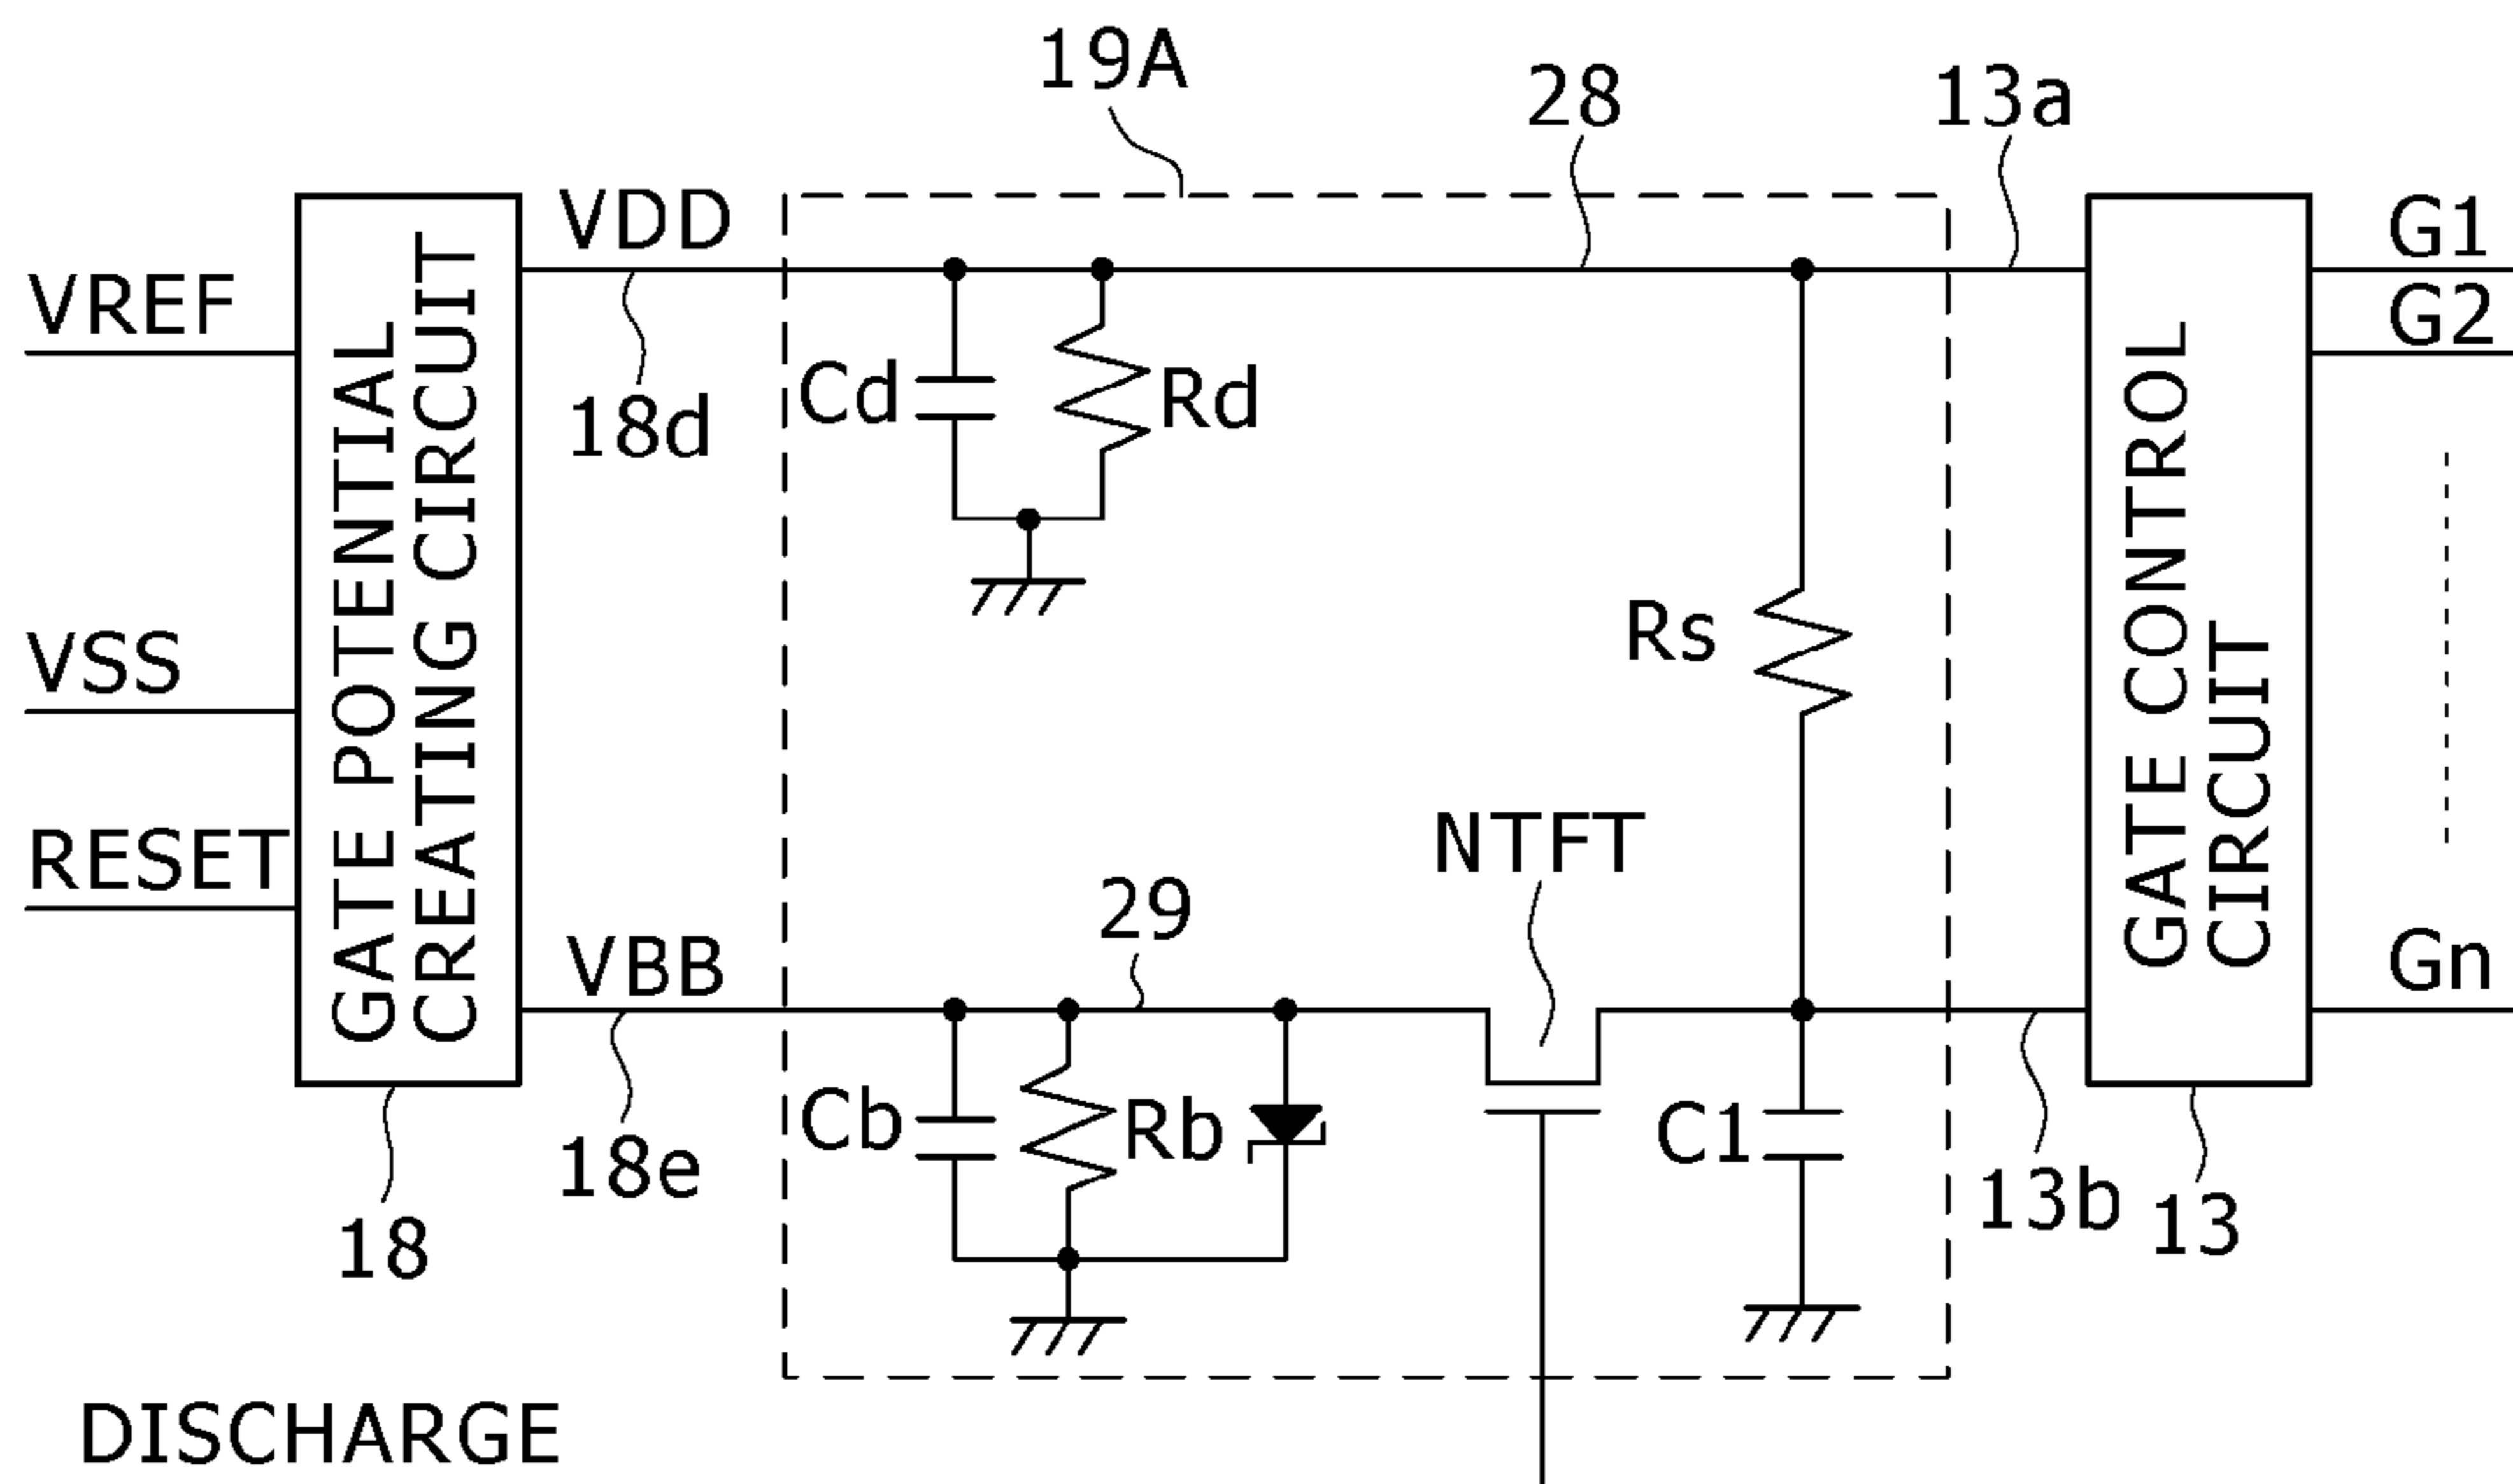 19A
28
13a
VDD
G1
VREF
G2
GATE POTENTIAL
CREATING CIRCUIT
Cd
Rd
18d
GATE CONTROL
CIRCUIT
Rs
VSS
NTFT
RESET
29
VBB
Gn
Cb
Rb
C1
18e
13b
13
18
DISCHARGE